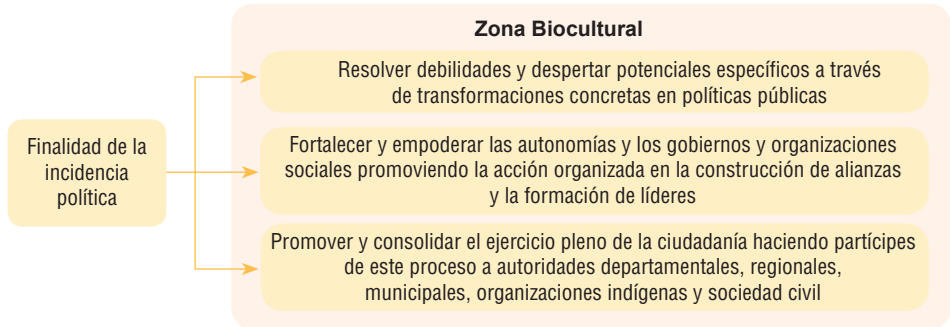 Zona Biocultural
Resolver debilidades y despertar potenciales específicos a través
de transformaciones concretas en políticas públicas
Finalidad de la
incidencia
política
Fortalecer y empoderar las autonomías y los gobiernos y organizaciones
sociales promoviendo la acción organizada en la construcción de alianzas
y la formación de líderes
Promover y consolidar el ejercicio pleno de la ciudadanía haciendo partícipes
de este proceso a autoridades departamentales, regionales,
municipales, organizaciones indígenas y sociedad civil